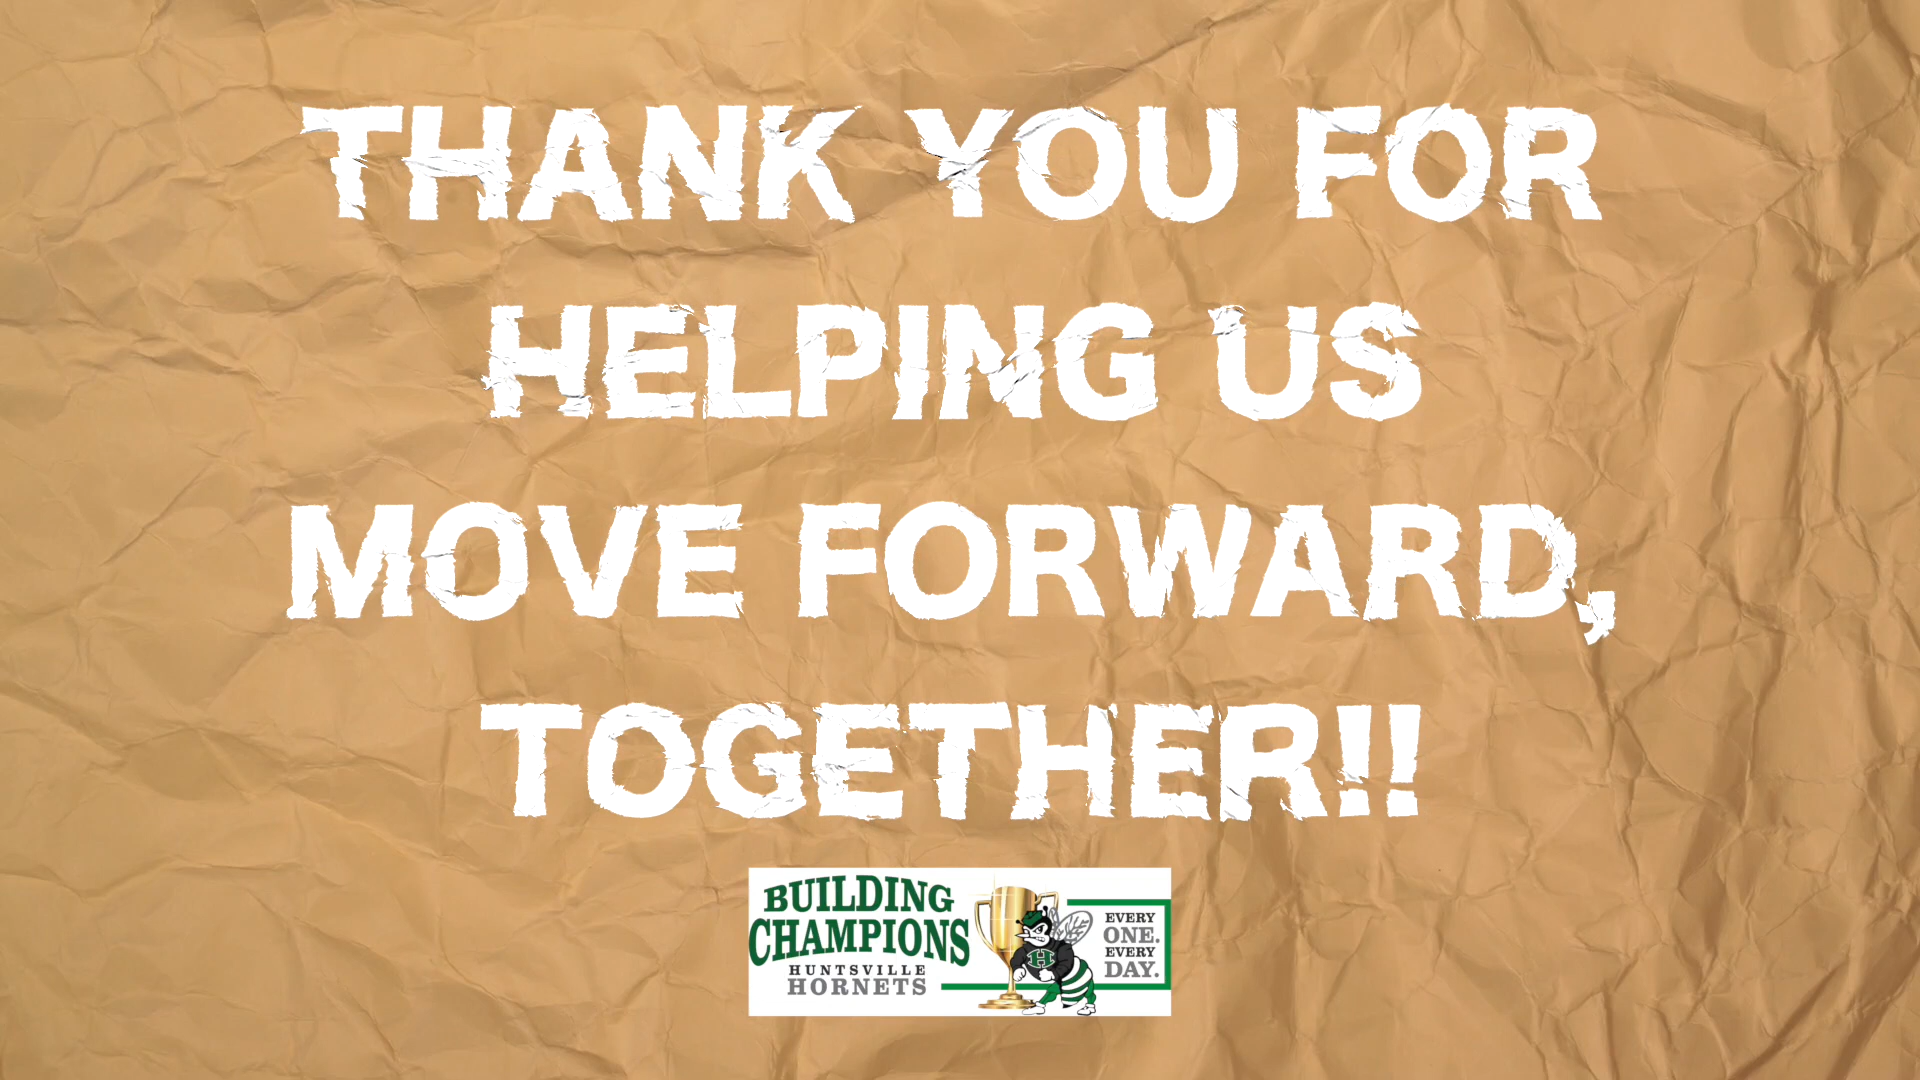 THANK YOU FOR
HELPING US
MOVE FORWARD,
TOGETHER!!
BUILDING
CHAMPIONS
HUNTSVILLE
HORNETS
H
EVERY
ONE.
EVERY
DAY.